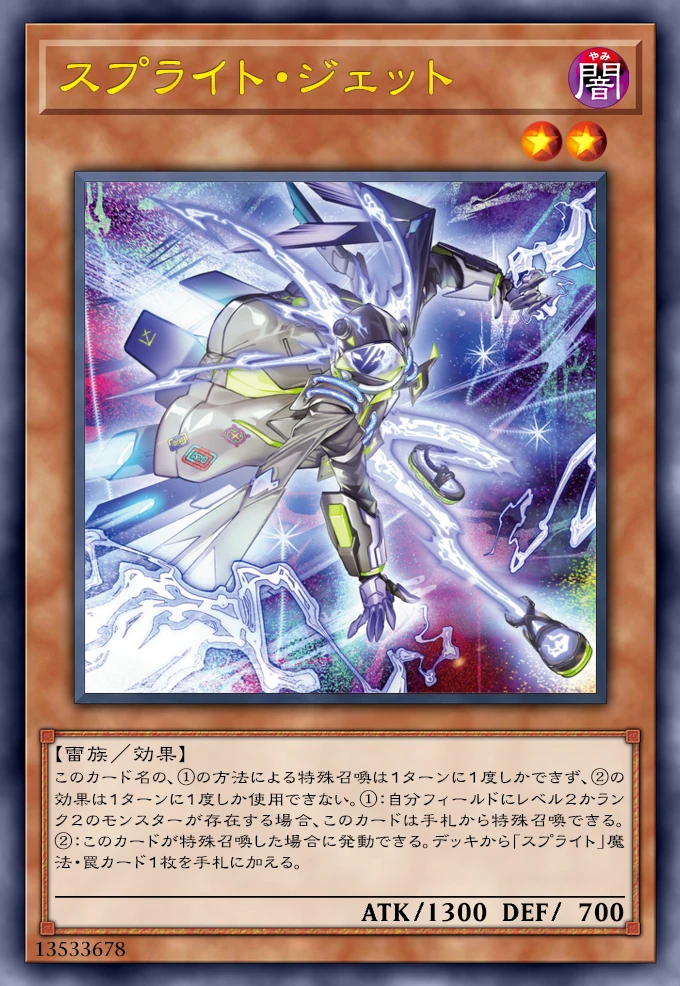 スプライト・ジェット
やみ
闇
【雷族／効果】
このカード名の、①の方法による特殊召喚は1ターンに1度しかできず、②の
効果は1ターンに1度しか使用できない。①：自分フィールドにレベル2かラン
ク2のモンスターが存在する場合、このカードは手札から特殊召喚できる。
②：このカードが特殊召喚した場合に発動できる。デッキから「スプライト」魔
法・罠カード1枚を手札に加える。
ATK/1300 DEF/ 700
13533678